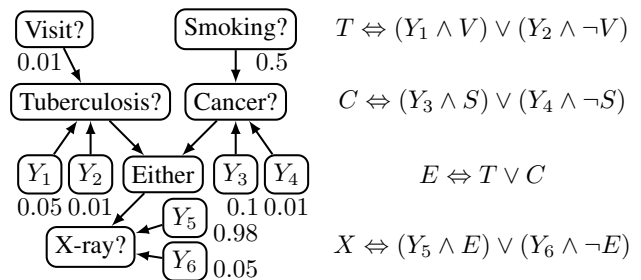 Visit? Smoking? T ⇔ (Y₁ ∧ V) ∨ (Y₂ ∧ ¬V)
0.01 0.5
Tuberculosis? Cancer? C ⇔ (Y₃ ∧ S) ∨ (Y₄ ∧ ¬S)
Y₁ Y₂ Either Y₃ Y₄ E ⇔ T ∨ C
0.05 0.01 0.1 0.01
Y₅
0.98
X-ray? X ⇔ (Y₅ ∧ E) ∨ (Y₆ ∧ ¬E)
Y₆ 0.05